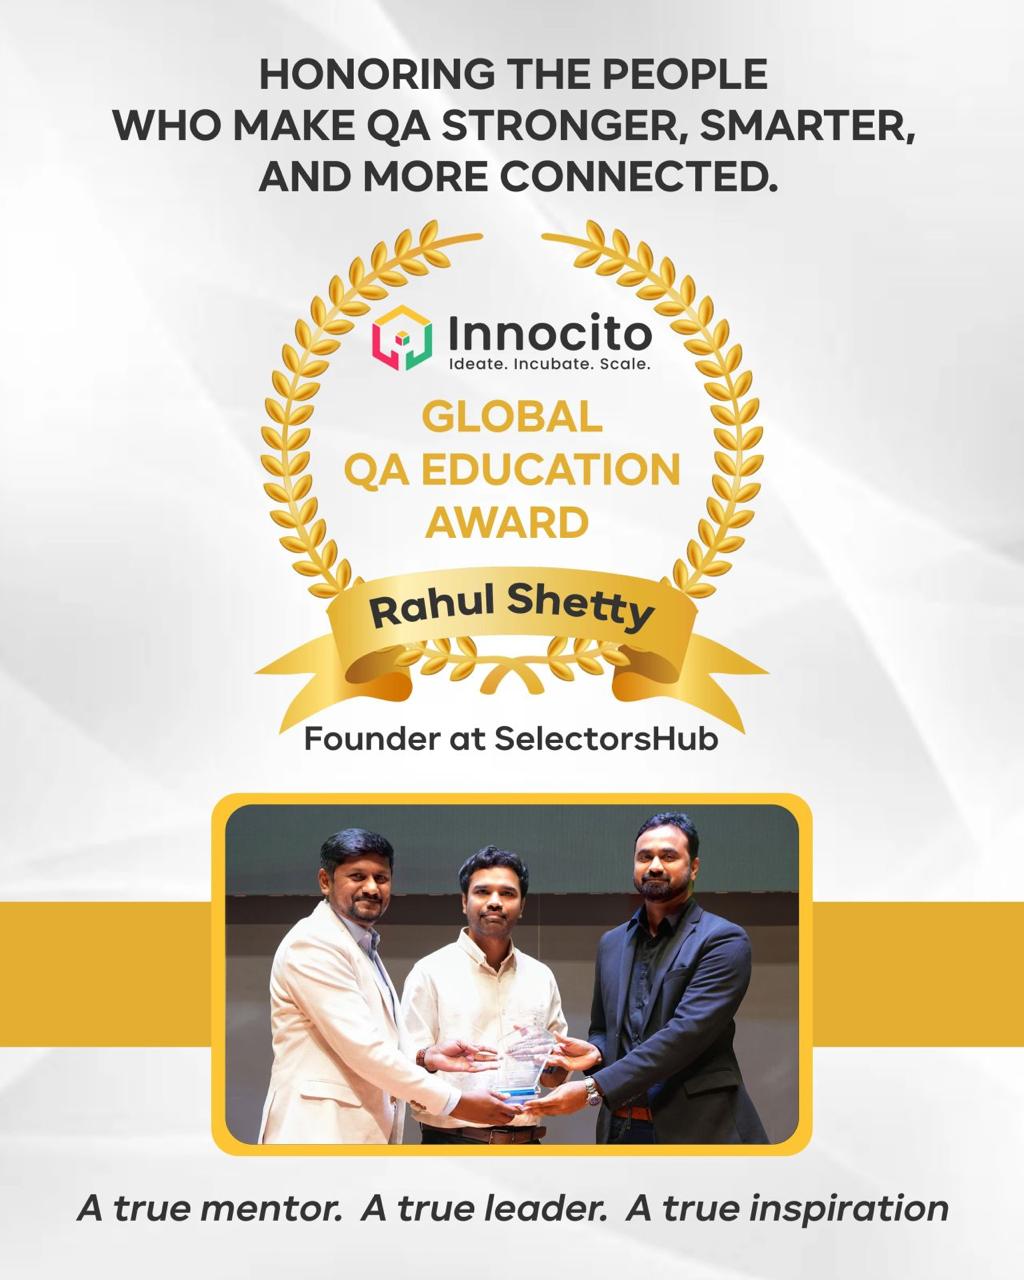 HONORING THE PEOPLE
WHO MAKE QA STRONGER, SMARTER,
AND MORE CONNECTED.
Innocito
Ideate. Incubate. Scale.
GLOBAL
QA EDUCATION
AWARD
Rahul Shetty
Founder at SelectorsHub
A true mentor. A true leader. A true inspiration